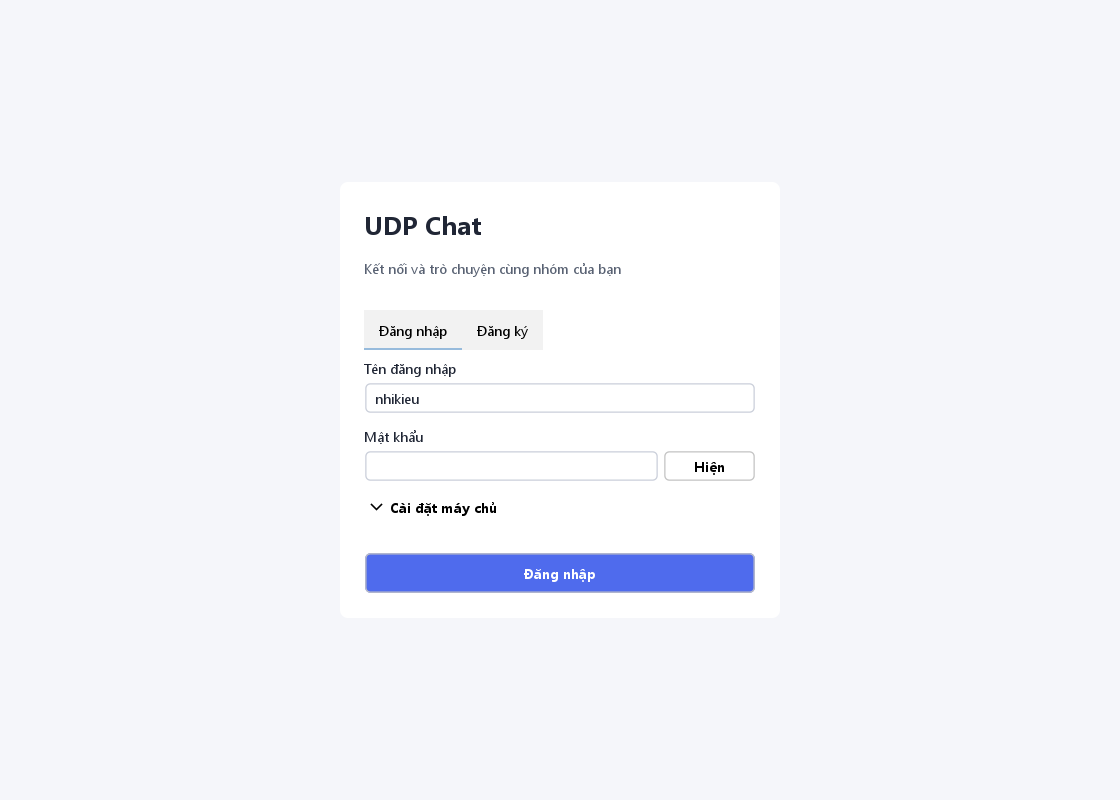 UDP Chat
Kết nối và trò chuyện cùng nhóm của bạn
Đăng nhập Đăng ký
Tên đăng nhập
nhikieu
Mật khẩu
Hiện
Cài đặt máy chủ
Đăng nhập